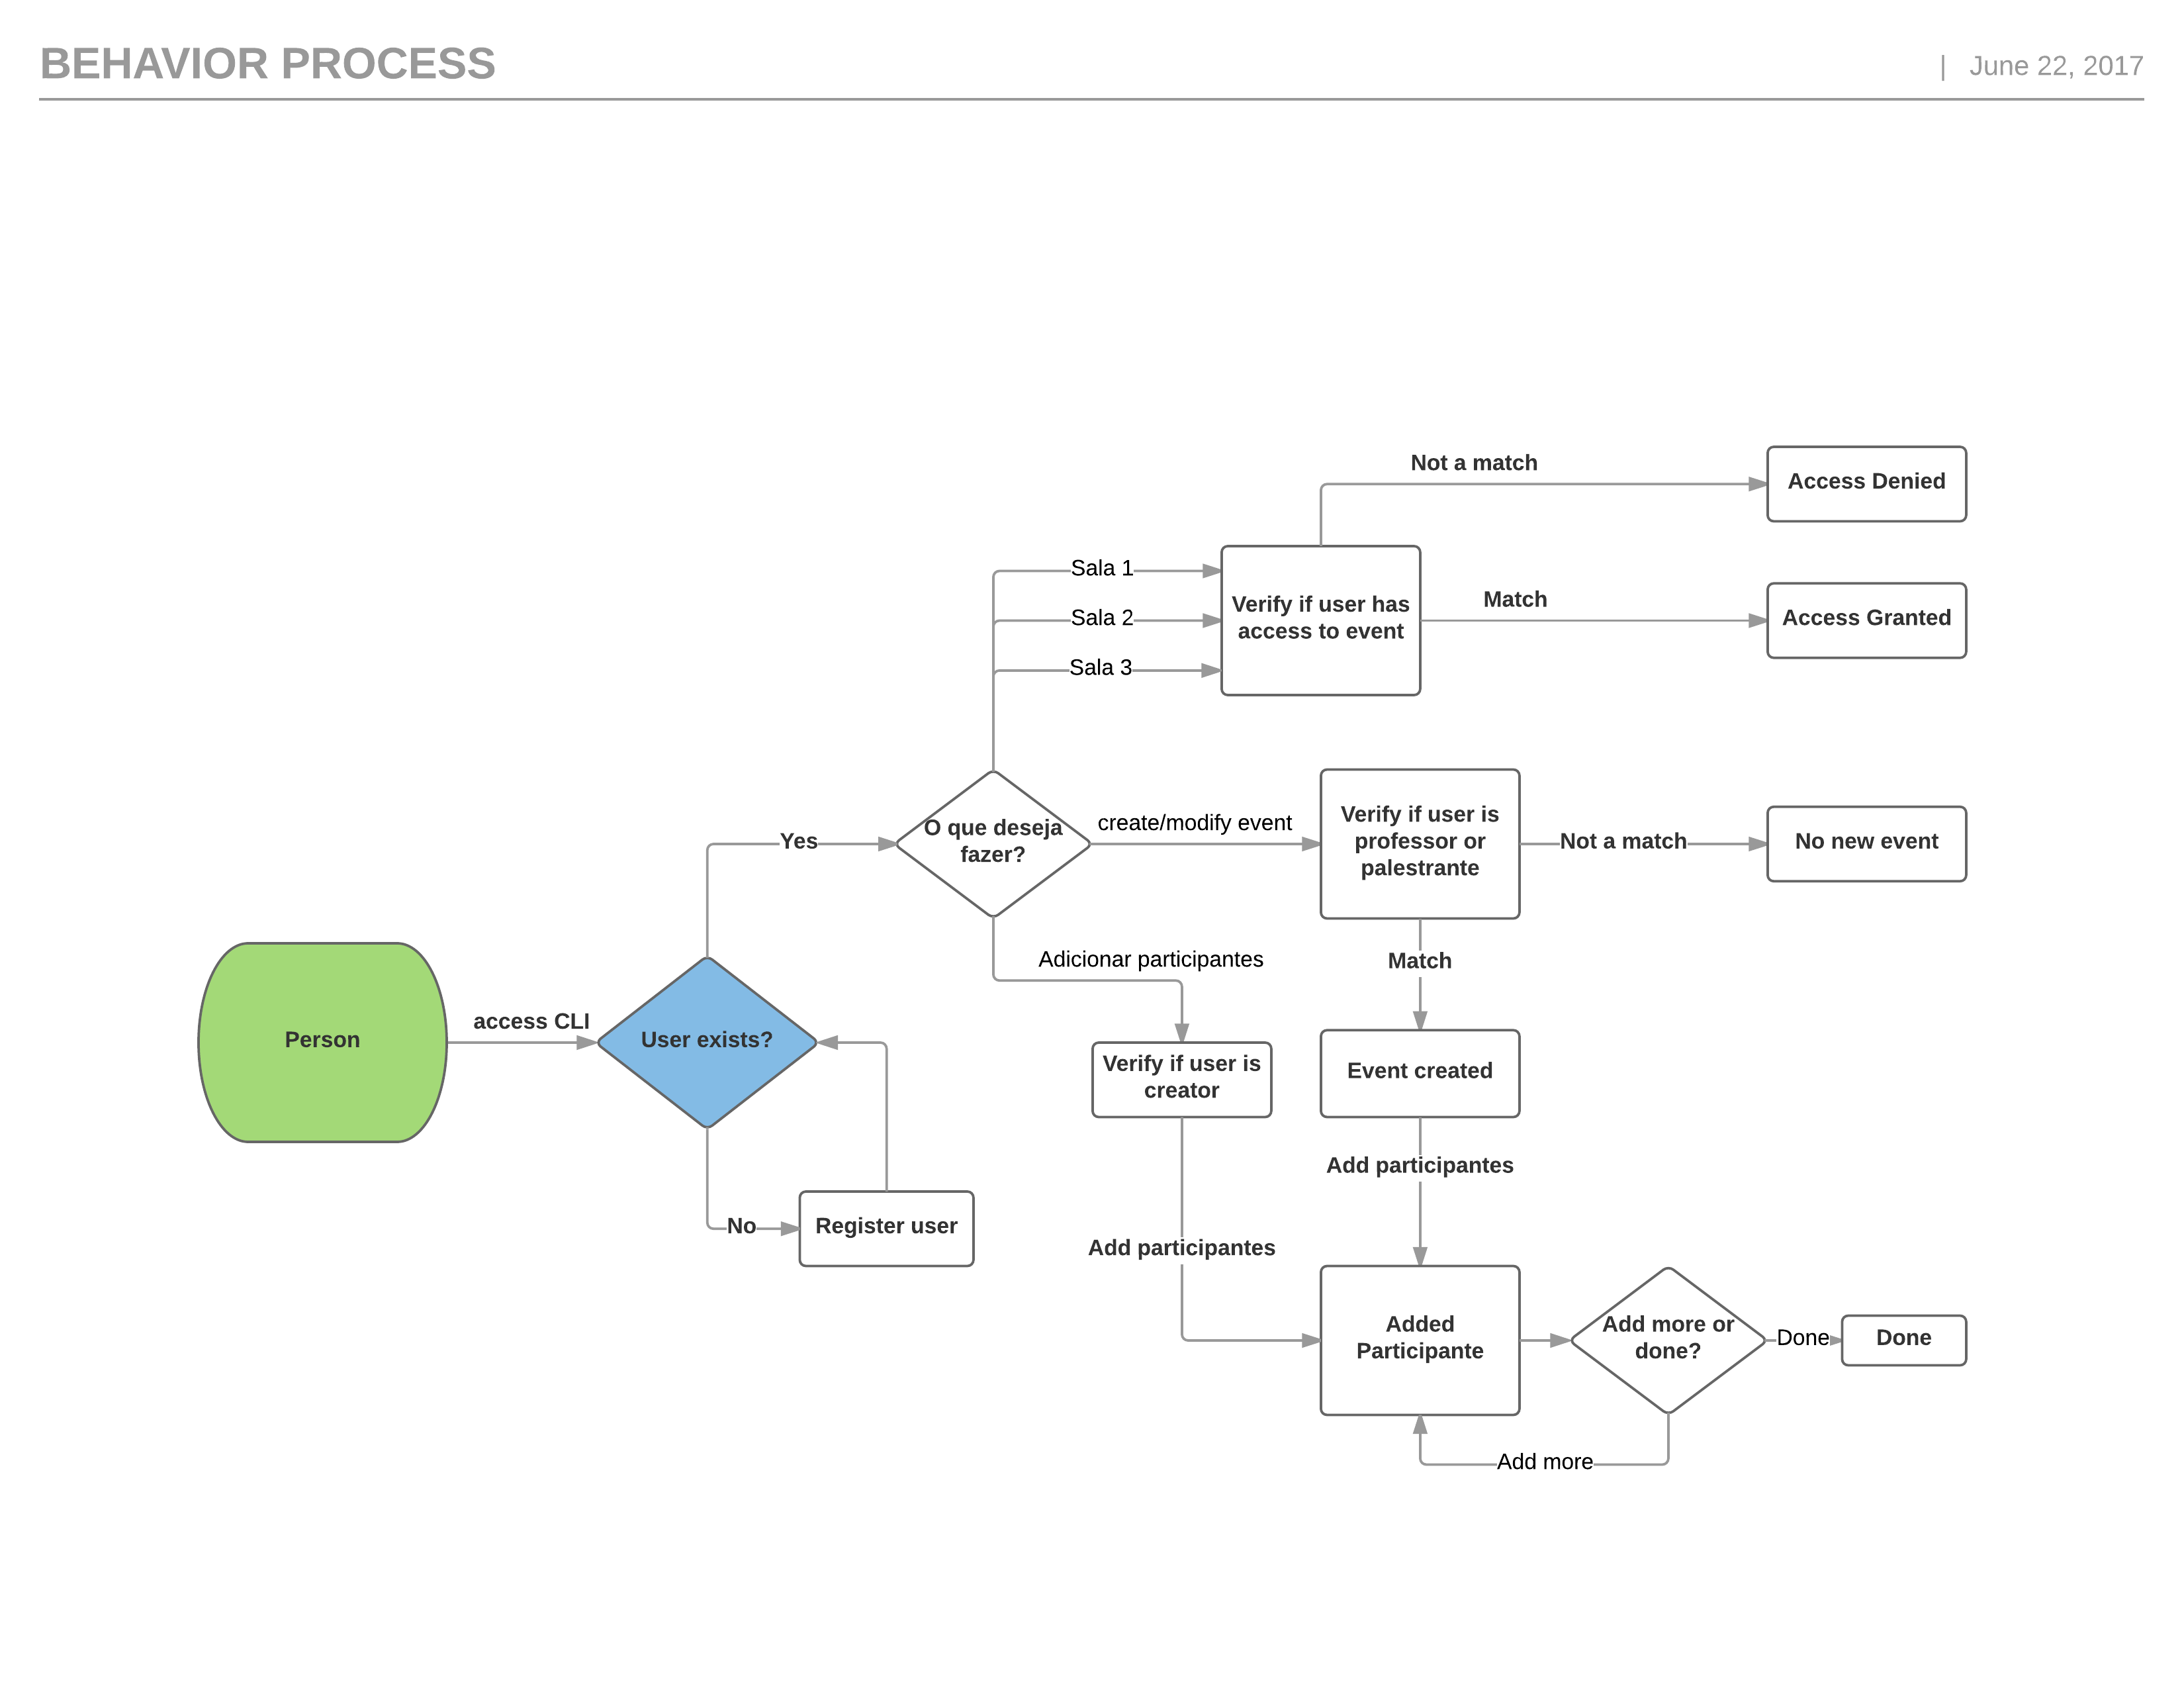 BEHAVIOR PROCESS
| June 22, 2017
Not a match
Access Denied
Sala 1
Sala 2
Sala 3
Verify if user has
access to event
Match
Access Granted
Yes
O que deseja
fazer?
create/modify event
Verify if user is
professor or
palestrante
Not a match
No new event
Adicionar participantes
Match
Person
access CLI
User exists?
Verify if user is
creator
Event created
Add participantes
No
Register user
Add participantes
Added
Participante
Add more or
done?
Done
Done
Add more